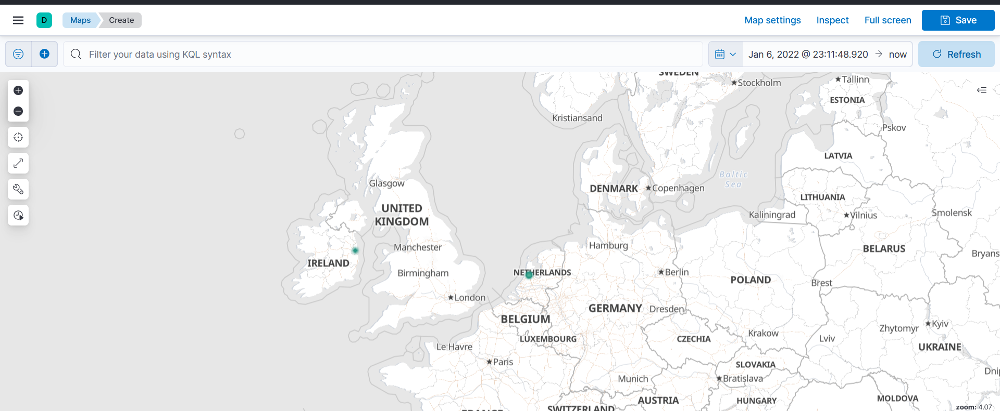 D Maps Create Map settings Inspect Full screen Save
Filter your data using KQL syntax Jan 6, 2022 @ 23:11:48.920 → now Refresh
SWEDEN
Stockholm
Tallinn
ESTONIA
Kristiansand
Pskov
LATVIA
Baltic
Sea
Glasgow
DENMARK
Copenhagen
LITHUANIA
UNITED
KINGDOM
Kaliningrad
Vilnius
Smolensk
Manchester
Hamburg
BELARUS
Bryans
IRELAND
Birmingham
NETHERLANDS
Berlin
POLAND
Brest
London
GERMANY
Dresden
BELGIUM
Zhytomyr
Kyiv
LUXEMBOURG
CZECHIA
Krakow
Lviv
Le Havre
UKRAINE
Paris
SLOVAKIA
Munich
Bratislava
Dnip
AUSTRIA
HUNGARY
MOLDOVA
SWITZERLAND
FRANCE
zoom: 4.07